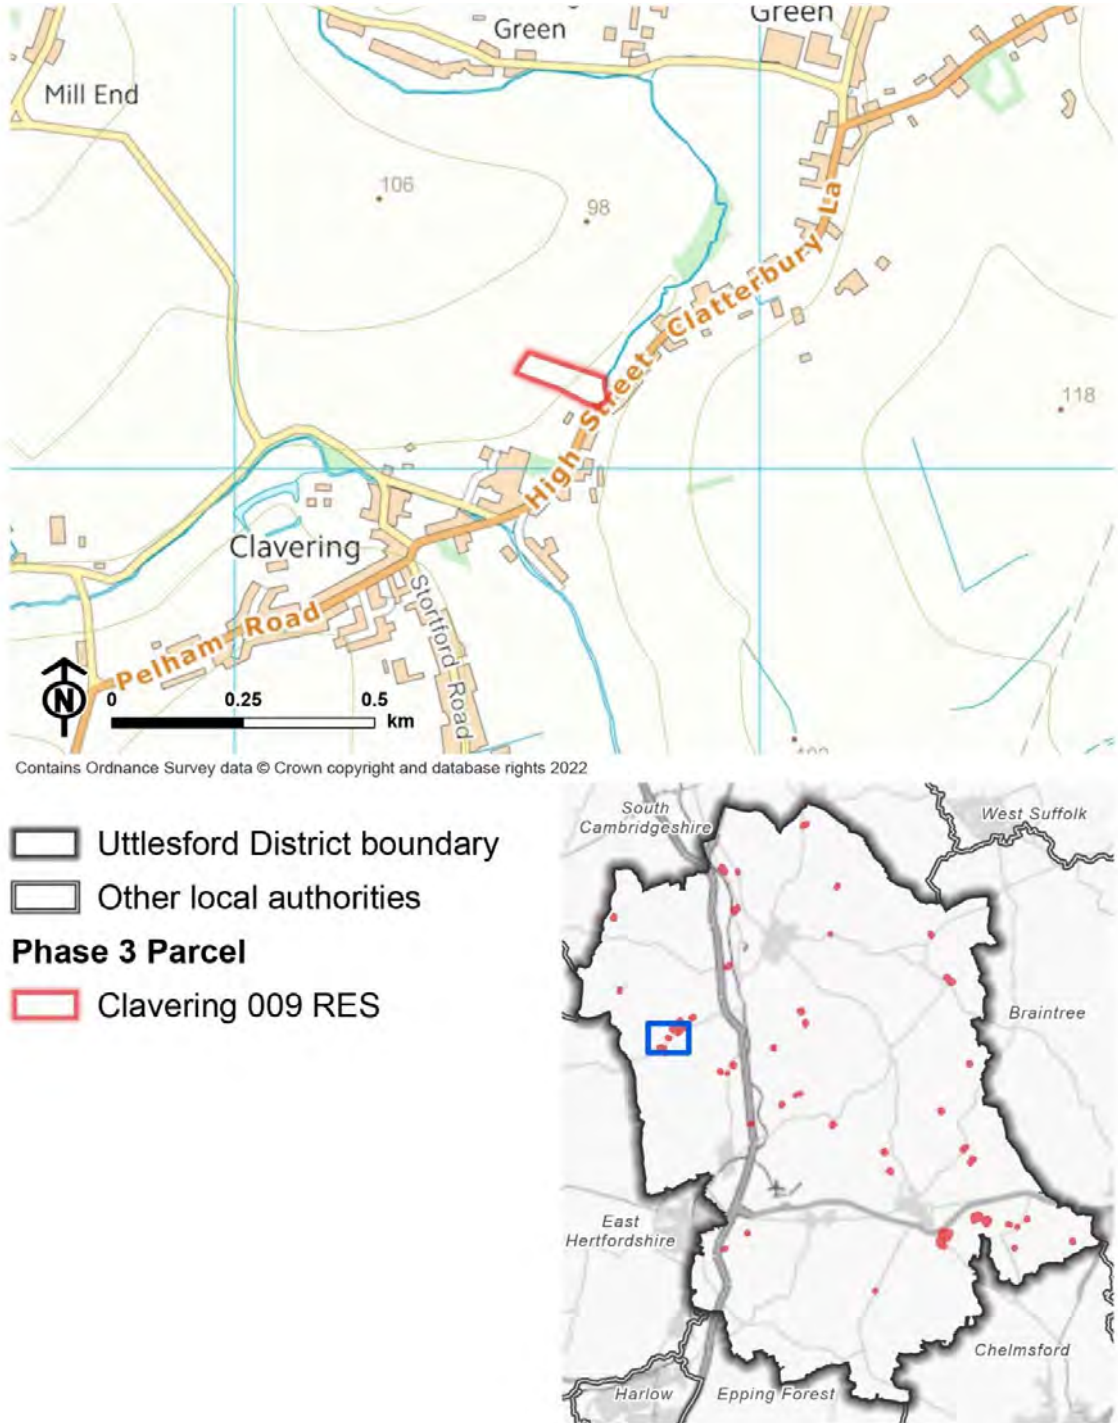 Green
Green
Mill End
106
98
Clatterbury La
High Street
118
Clavering
Pelham Road
Stortford Road
N
0 0.25 0.5
km
Contains Ordnance Survey data © Crown copyright and database rights 2022
Uttlesford District boundary
Other local authorities
Phase 3 Parcel
Clavering 009 RES
South
Cambridgeshire
West Suffolk
Braintree
East
Hertfordshire
Chelmsford
Harlow
Epping Forest